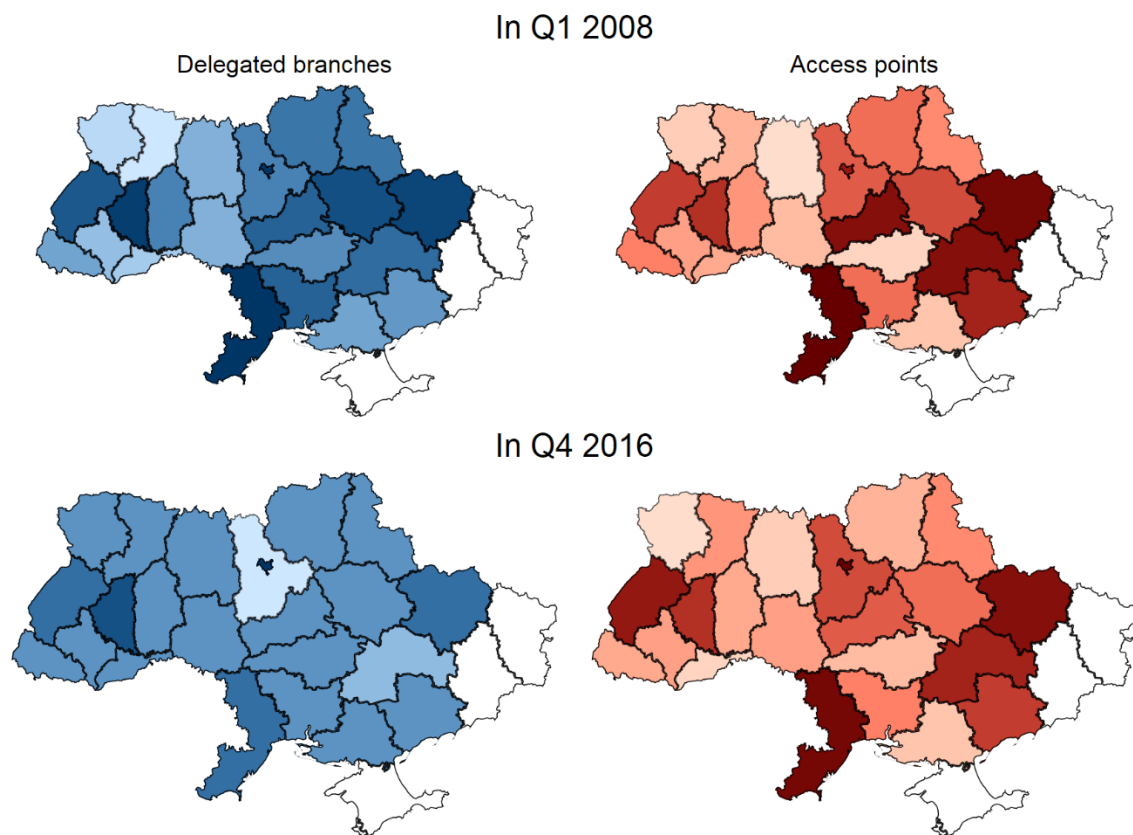 In Q1 2008
Delegated branches
Access points
In Q4 2016